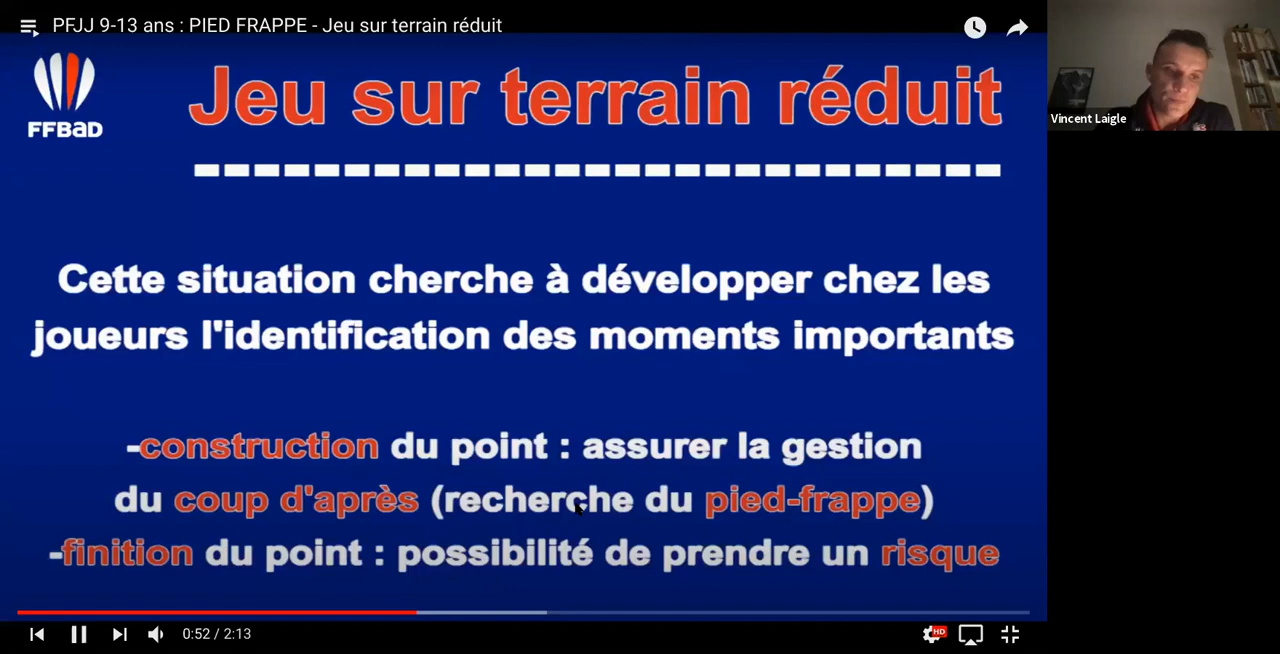 PFJJ 9-13 ans : PIED FRAPPE - Jeu sur terrain réduit
FFBaD
Jeu sur terrain réduit
Cette situation cherche à développer chez les
joueurs l'identification des moments importants
-construction du point : assurer la gestion
du coup d'après (recherche du pied-frappe)
-finition du point : possibilité de prendre un risque
0:52 / 2:13
HD
Vincent Laigle